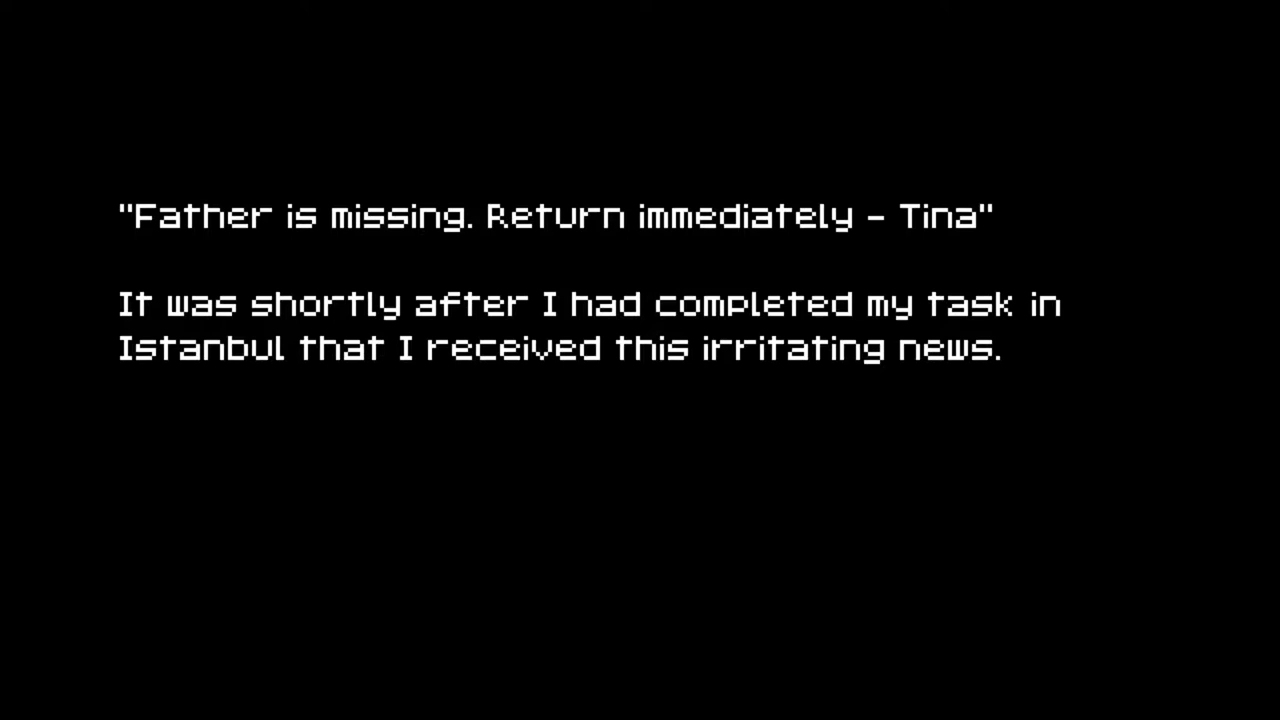 "Father is missing. Return immediately - Tina"
It was shortly after I had completed my task in
Istanbul that I received this irritating news.